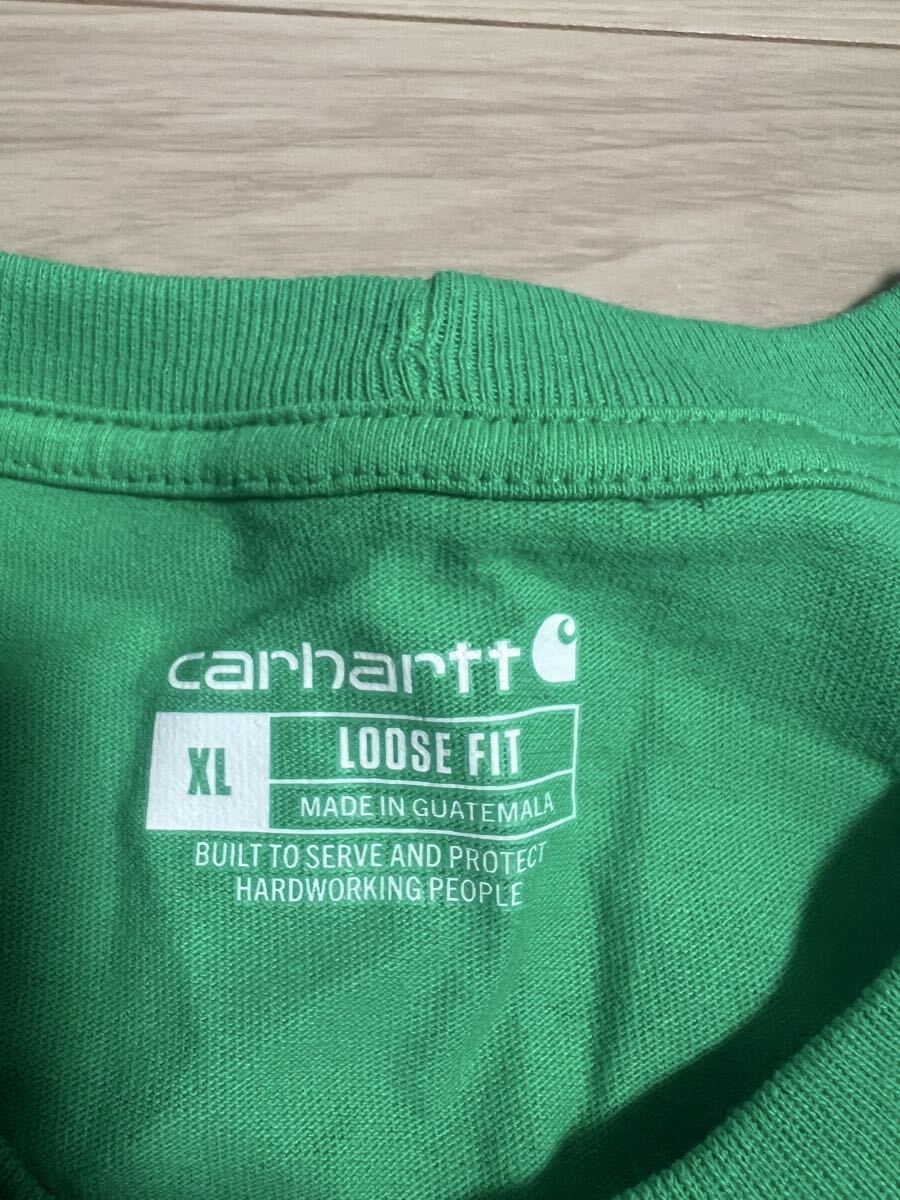 carhartt
XL
LOOSE FIT
MADE IN GUATEMALA
BUILT TO SERVE AND PROTECT
HARDWORKING PEOPLE